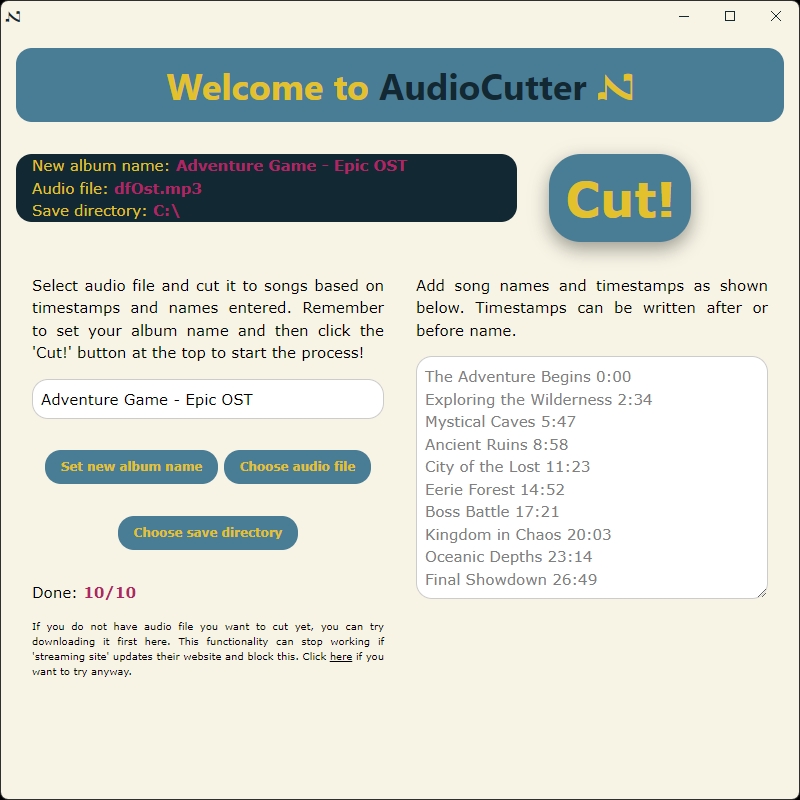 Welcome to AudioCutter
New album name: Adventure Game - Epic OST
Audio file: dfOst.mp3
Save directory: C:\
Cut!
Select audio file and cut it to songs based on
timestamps and names entered. Remember
to set your album name and then click the
'Cut!' button at the top to start the process!
Adventure Game - Epic OST
Set new album name
Choose audio file
Choose save directory
Done: 10/10
If you do not have audio file you want to cut yet, you can try
downloading it first here. This functionality can stop working if
'streaming site' updates their website and block this. Click here if you
want to try anyway.
Add song names and timestamps as shown
below. Timestamps can be written after or
before name.
The Adventure Begins 0:00
Exploring the Wilderness 2:34
Mystical Caves 5:47
Ancient Ruins 8:58
City of the Lost 11:23
Eerie Forest 14:52
Boss Battle 17:21
Kingdom in Chaos 20:03
Oceanic Depths 23:14
Final Showdown 26:49